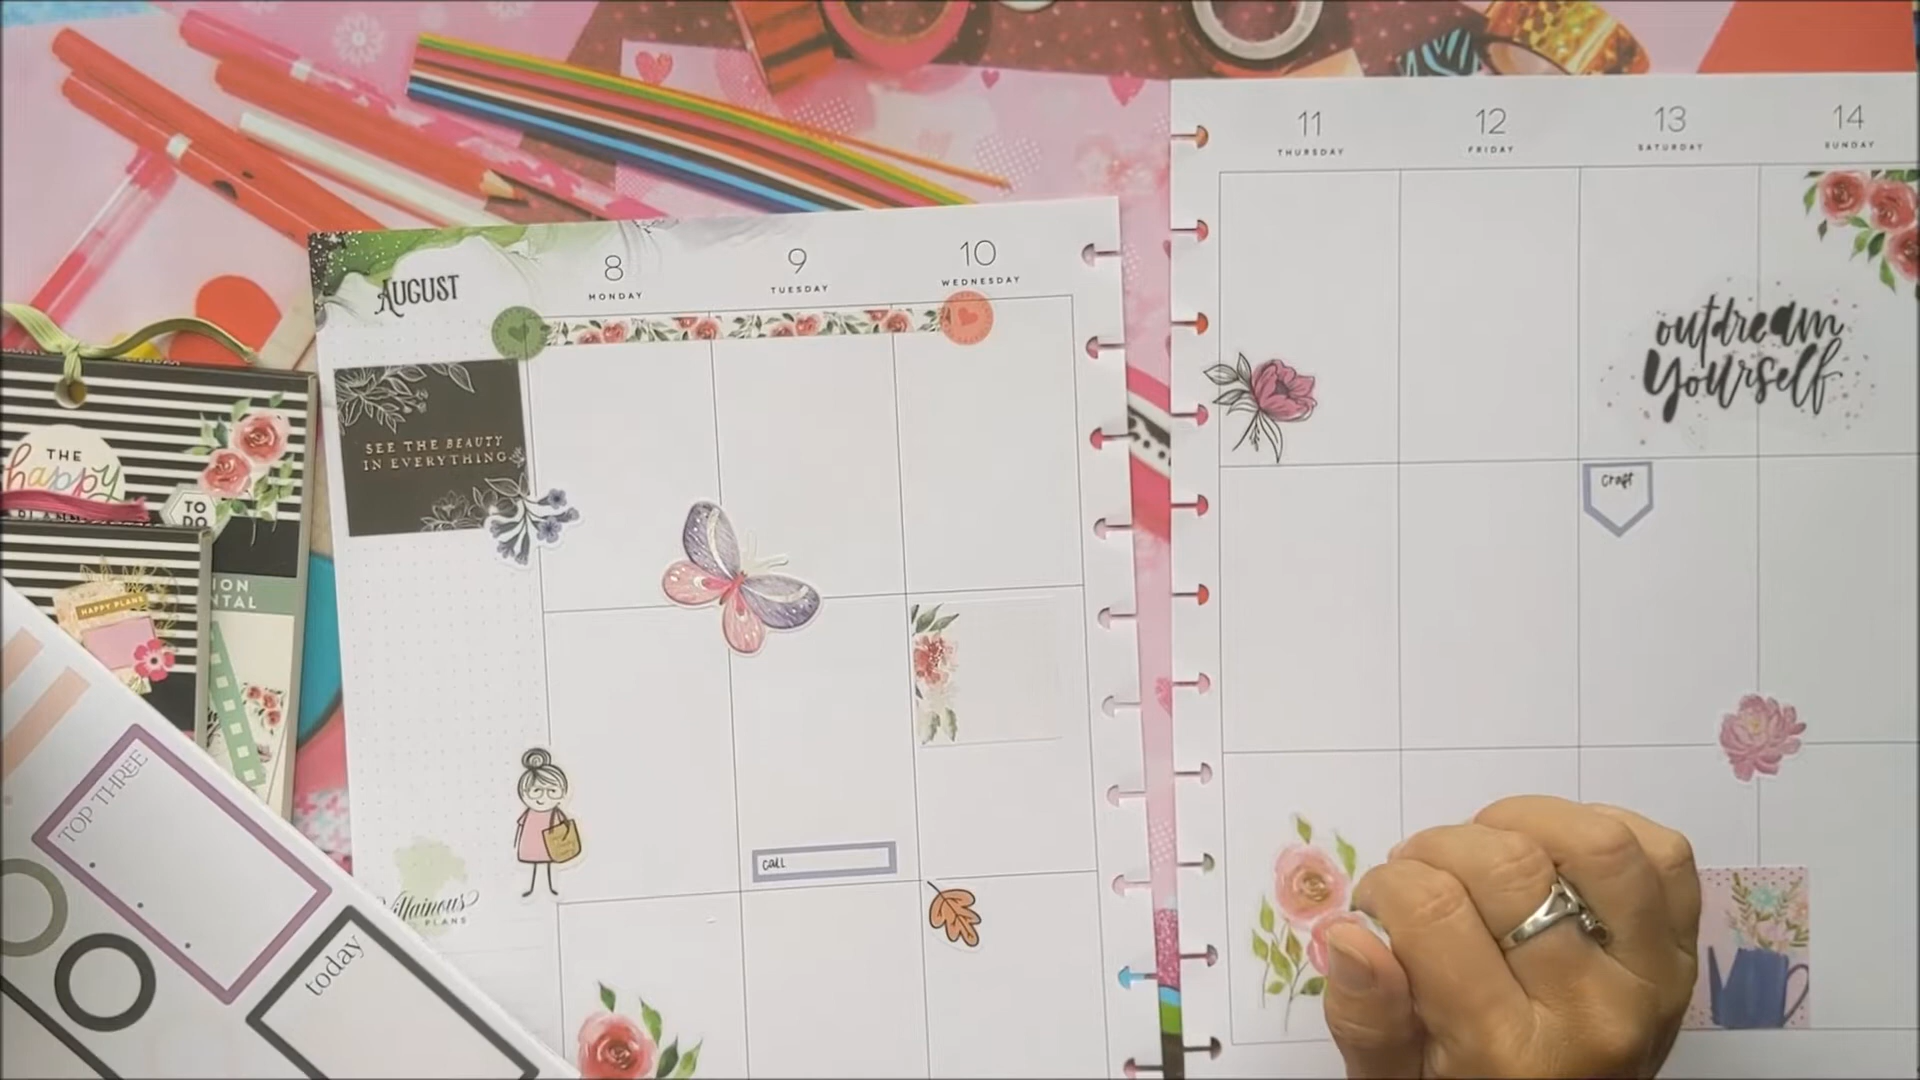 11
THURSDAY
12
FRIDAY
13
SATURDAY
14
SUNDAY
AUGUST
8
MONDAY
9
TUESDAY
10
WEDNESDAY
SEE THE BEAUTY
IN EVERYTHING
outdream
yourself
craft
call
THE
happy
TO
DO
HAPPY PLANS
TOP THREE
today
PLANS